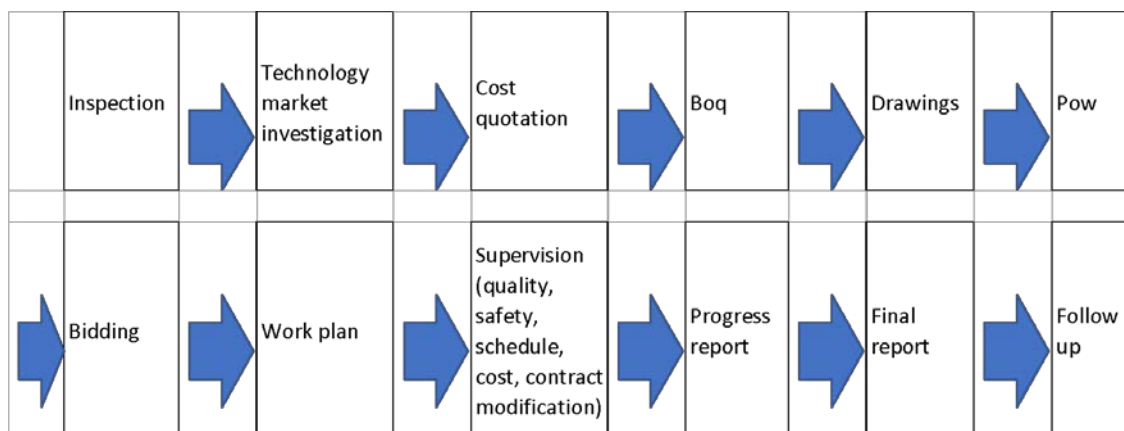 Inspection
Technology
market
investigation
Cost
quotation
Boq
Drawings
Pow
Bidding
Work plan
Supervision
(quality,
safety,
schedule,
cost, contract
modification)
Progress
report
Final
report
Follow
up